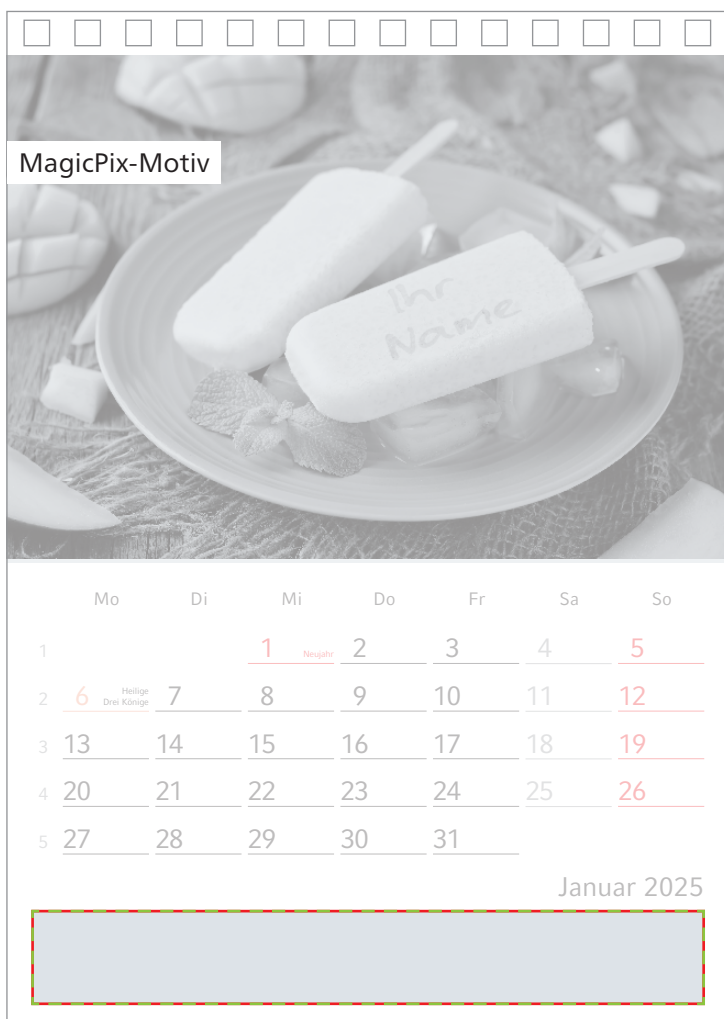 MagicPix-Motiv
Ihr
Name
Mo Di Mi Do Fr Sa So
1 1 Neujahr 2 3 4 5
2 6 Heilige Drei Könige 7 8 9 10 11 12
3 13 14 15 16 17 18 19
4 20 21 22 23 24 25 26
5 27 28 29 30 31
Januar 2025